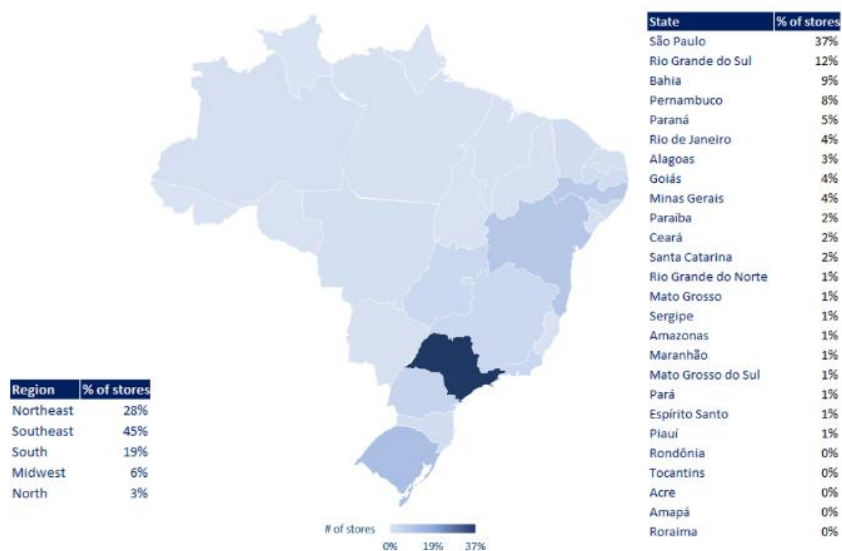 State % of stores
São Paulo 37%
Rio Grande do Sul 12%
Bahia 9%
Pernambuco 8%
Paraná 5%
Rio de Janeiro 4%
Alagoas 3%
Goiás 4%
Minas Gerais 4%
Paraiba 2%
Ceará 2%
Santa Catarina 2%
Rio Grande do Norte 1%
Mato Grosso 1%
Sergipe 1%
Amazonas 1%
Maranhão 1%
Mato Grosso do Sul 1%
Pará 1%
Espírito Santo 1%
Piauí 1%
Rondônia 0%
Tocantins 0%
Acre 0%
Amapá 0%
Roraima 0%
Region % of stores
Northeast 28%
Southeast 45%
South 19%
Midwest 6%
North 3%
# of stores
0% 19% 37%